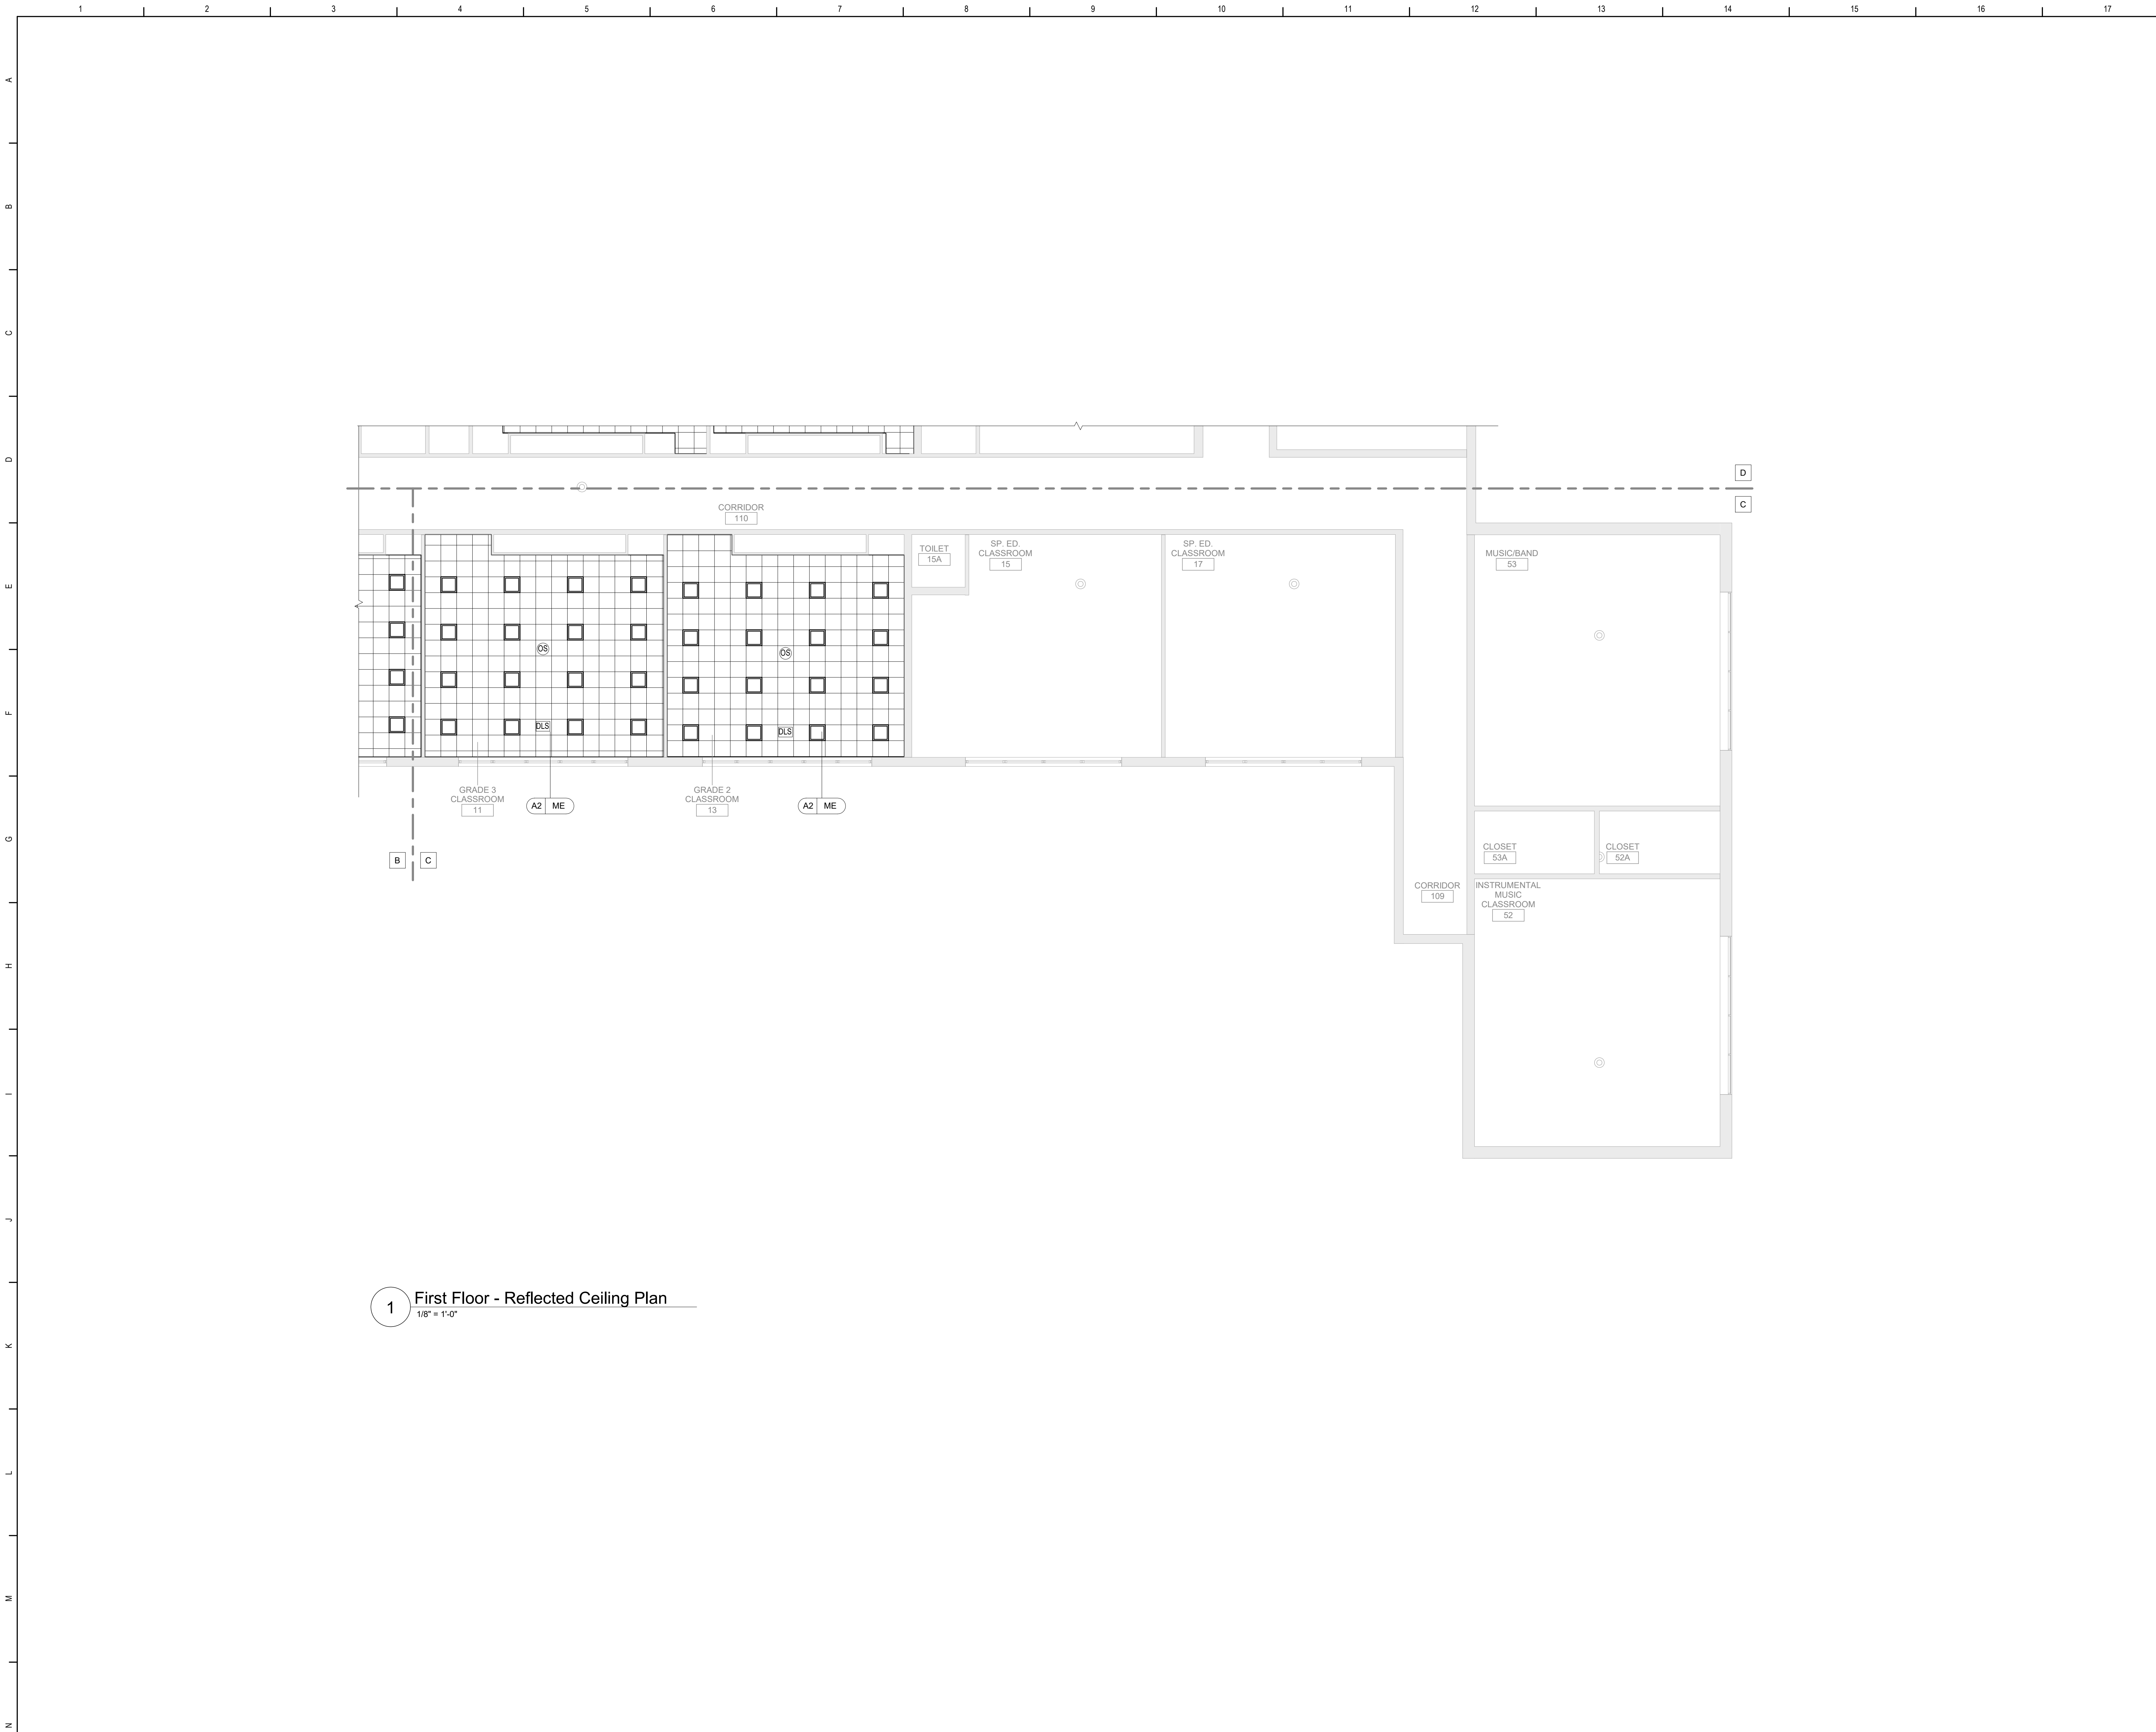 1 2 3 4 5 6 7 8 9 10 11 12 13 14 15 16 17
A
B
C
D
E
F
G
H
I
J
K
L
M
N
D
C
CORRIDOR
110
TOILET
15A
SP. ED.
CLASSROOM
15
SP. ED.
CLASSROOM
17
MUSIC/BAND
53
OS
OS
DLS
DLS
GRADE 3
CLASSROOM
11
A2 ME
GRADE 2
CLASSROOM
13
A2 ME
B C
CLOSET
53A
CLOSET
52A
CORRIDOR
109
INSTRUMENTAL
MUSIC
CLASSROOM
52
1 First Floor - Reflected Ceiling Plan
1/8" = 1'-0"